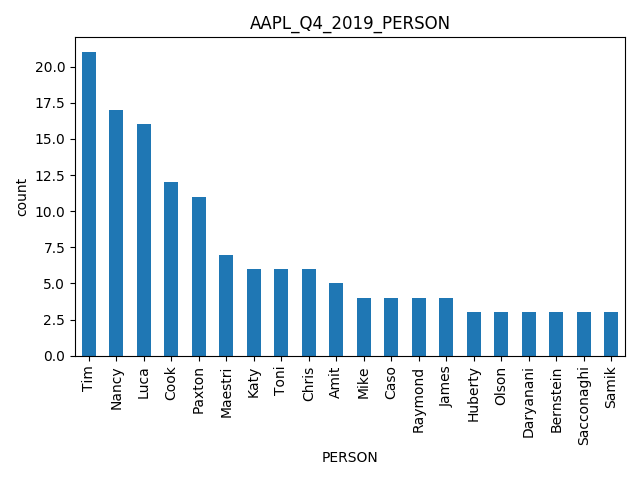 AAPL_Q4_2019_PERSON
20.0
17.5
15.0
12.5
10.0
7.5
5.0
2.5
0.0
count
Tim
Nancy
Luca
Cook
Paxton
Maestri
Katy
Toni
Chris
Amit
Mike
Caso
Raymond
James
Huberty
Olson
Daryanani
Bernstein
Sacconaghi
Samik
PERSON